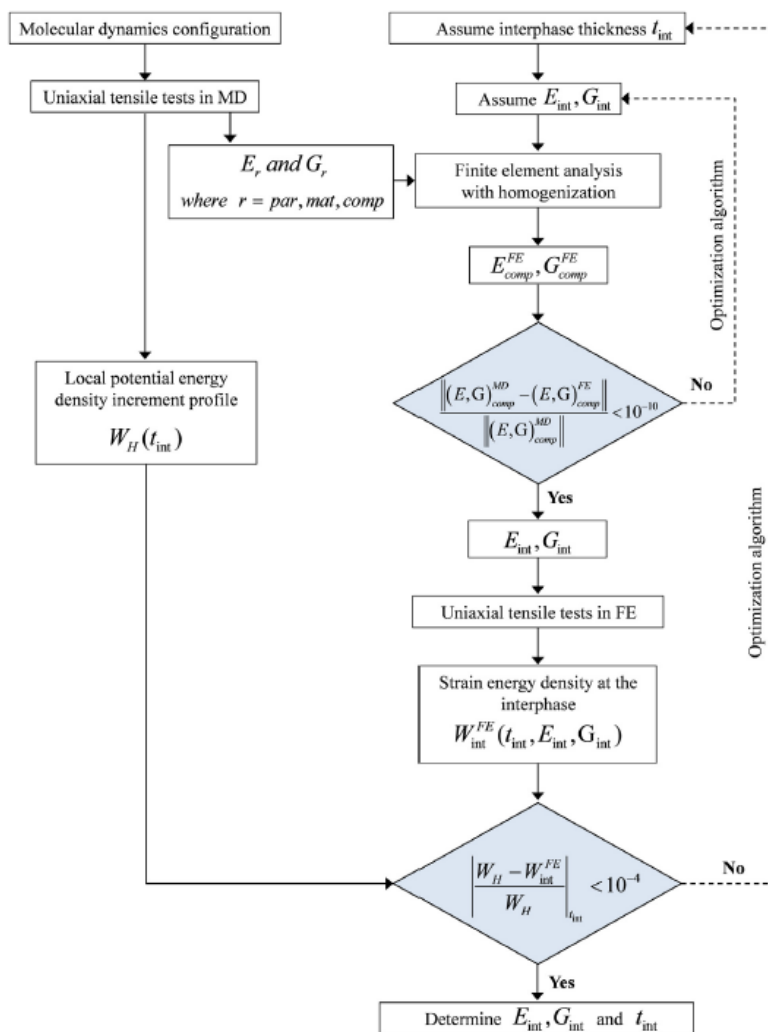 Molecular dynamics configuration
Uniaxial tensile tests in MD
E_r and G_r
where r = par, mat, comp
Local potential energy
density increment profile
W_H(t_int)
Assume interphase thickness t_int
Assume E_int, G_int
Finite element analysis
with homogenization
E_comp^FE, G_comp^FE
‖(E,G)_comp^MD − (E,G)_comp^FE‖ / ‖(E,G)_comp^MD‖ < 10^−10
No
Yes
Optimization algorithm
E_int, G_int
Uniaxial tensile tests in FE
Strain energy density at the
interphase
W_int^FE(t_int, E_int, G_int)
|W_H − W_int^FE / W_H|_t_int < 10^−4
No
Yes
Optimization algorithm
Determine E_int, G_int and t_int